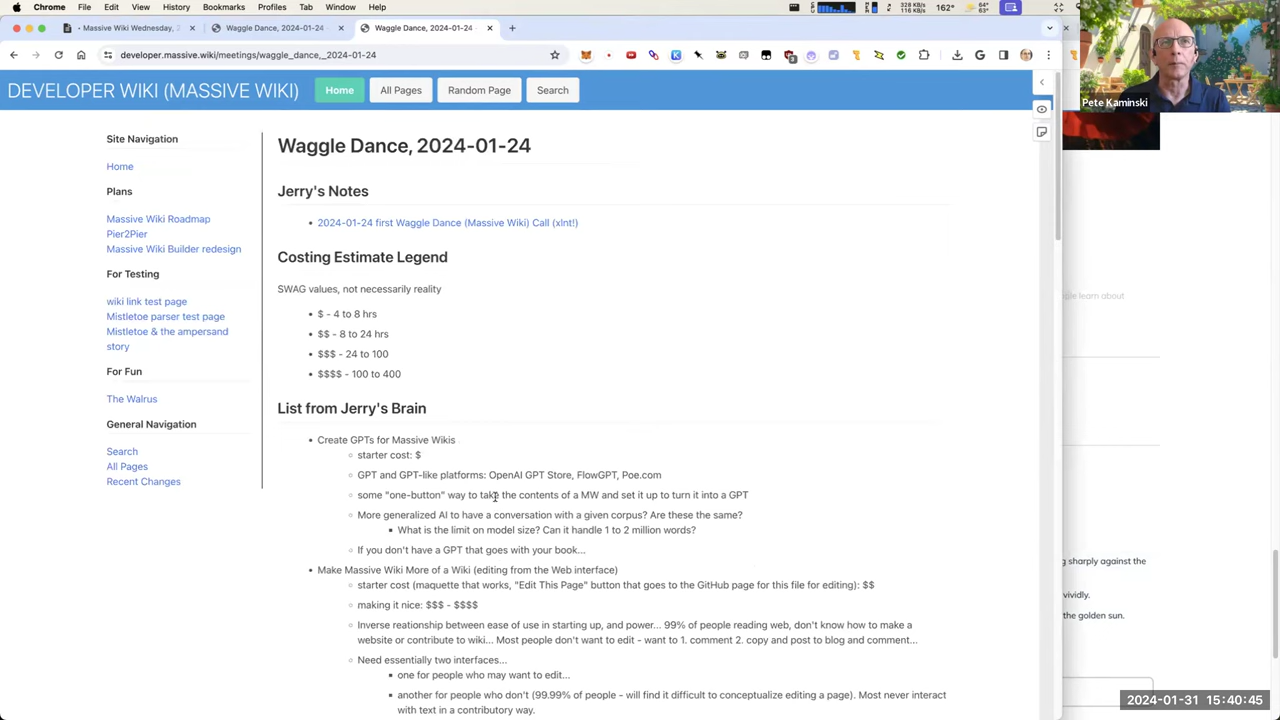 Chrome File Edit View History Bookmarks Profiles Tab Window Help
328 KB/s
116 KB/s
162°
64°
63°
Massive Wiki Wednesday, 2
Waggle Dance, 2024-01-24
Waggle Dance, 2024-01-24
developer.massive.wiki/meetings/waggle_dance,_2024-01-24
Pete Kaminski
DEVELOPER WIKI (MASSIVE WIKI)
Home
All Pages
Random Page
Search
Site Navigation
Home
Plans
Massive Wiki Roadmap
Pier2Pier
Massive Wiki Builder redesign
For Testing
wiki link test page
Mistletoe parser test page
Mistletoe & the ampersand
story
For Fun
The Walrus
General Navigation
Search
All Pages
Recent Changes
Waggle Dance, 2024-01-24
Jerry's Notes
• 2024-01-24 first Waggle Dance (Massive Wiki) Call (xInt!)
Costing Estimate Legend
SWAG values, not necessarily reality
• $ - 4 to 8 hrs
• $$ - 8 to 24 hrs
• $$$ - 24 to 100
• $$$$ - 100 to 400
List from Jerry's Brain
• Create GPTs for Massive Wikis
◦ starter cost: $
◦ GPT and GPT-like platforms: OpenAI GPT Store, FlowGPT, Poe.com
◦ some "one-button" way to take the contents of a MW and set it up to turn it into a GPT
◦ More generalized AI to have a conversation with a given corpus? Are these the same?
▪ What is the limit on model size? Can it handle 1 to 2 million words?
◦ If you don't have a GPT that goes with your book...
• Make Massive Wiki More of a Wiki (editing from the Web interface)
◦ starter cost (maquette that works, "Edit This Page" button that goes to the GitHub page for this file for editing): $$
◦ making it nice: $$$ - $$$$
◦ Inverse relationship between ease of use in starting up, and power... 99% of people reading web, don't know how to make a
website or contribute to wiki... Most people don't want to edit - want to 1. comment 2. copy and post to blog and comment...
◦ Need essentially two interfaces...
▪ one for people who may want to edit...
▪ another for people who don't (99.99% of people - will find it difficult to conceptualize editing a page). Most never interact
with text in a contributory way.
learn about
sharply against the
vividly.
the golden sun.
2024-01-31 15:40:45